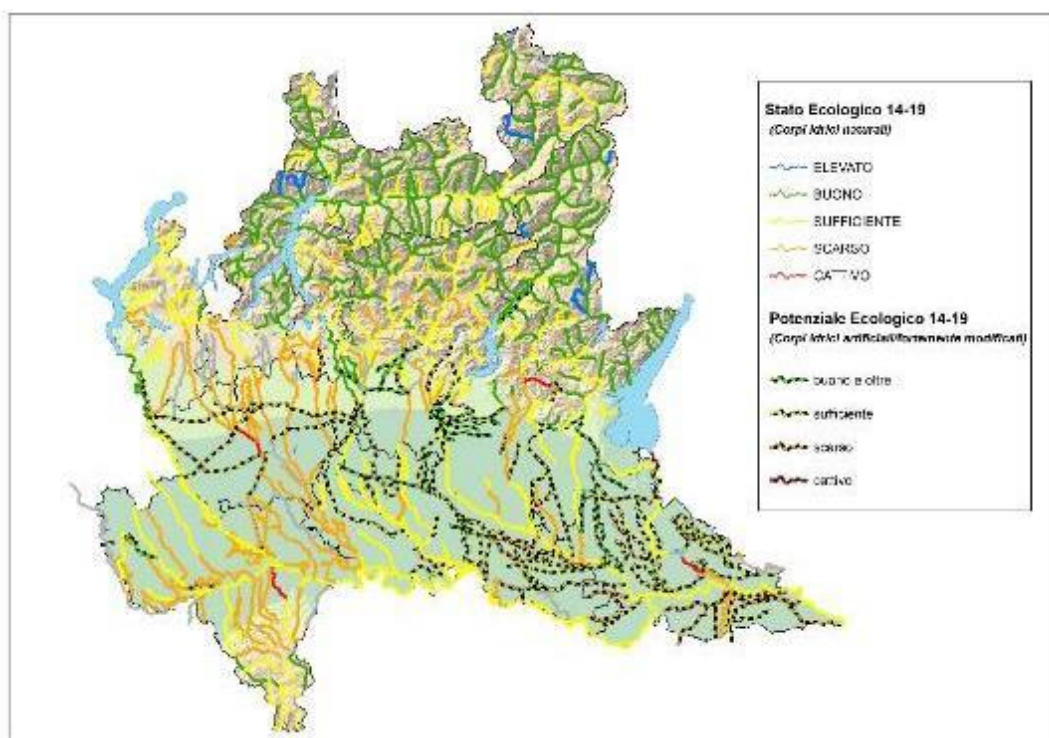 Stato Ecologico 14-19
(Corpi idrici naturali)
ELEVATO
BUONO
SUFFICIENTE
SCARSO
CATTIVO
Potenziale Ecologico 14-19
(Corpi idrici artificiali/fortemente modificati)
buono e oltre
sufficiente
scarso
cattivo